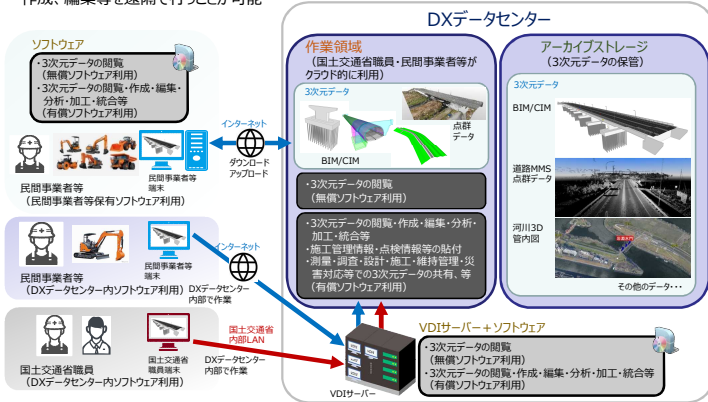 作成、編集等を遠隔で行うことが可能
ソフトウェア
・3次元データの閲覧
（無償ソフトウェア利用）
・3次元データの閲覧・作成・編集・
分析・加工・統合等
（有償ソフトウェア利用）
民間事業者等
端末
民間事業者等
（民間事業者等保有ソフトウェア利用）
インターネット
ダウンロード
アップロード
民間事業者等
端末
民間事業者等
（DXデータセンター内ソフトウェア利用）
インターネット
DXデータセンター
内部で作業
国土交通省
職員端末
国土交通省職員
（DXデータセンター内ソフトウェア利用）
国土交通省
内部LAN
DXデータセンター
内部で作業
DXデータセンター
作業領域
（国土交通省職員・民間事業者等が
クラウド的に利用）
3次元データ
BIM/CIM
点群
データ
・3次元データの閲覧
（無償ソフトウェア利用）
・3次元データの閲覧・作成・編集・分析・
加工・統合等
・施工管理情報・点検情報等の貼付
・測量・調査・設計・施工・維持管理・災
害対応等での3次元データの共有、等
（有償ソフトウェア利用）
アーカイブストレージ
（3次元データの保管）
3次元データ
BIM/CIM
道路MMS
点群データ
河川3D
管内図
その他のデータ・・・
VDIサーバー
VDIサーバー＋ソフトウェア
・3次元データの閲覧
（無償ソフトウェア利用）
・3次元データの閲覧・作成・編集・分析・加工・統合等
（有償ソフトウェア利用）